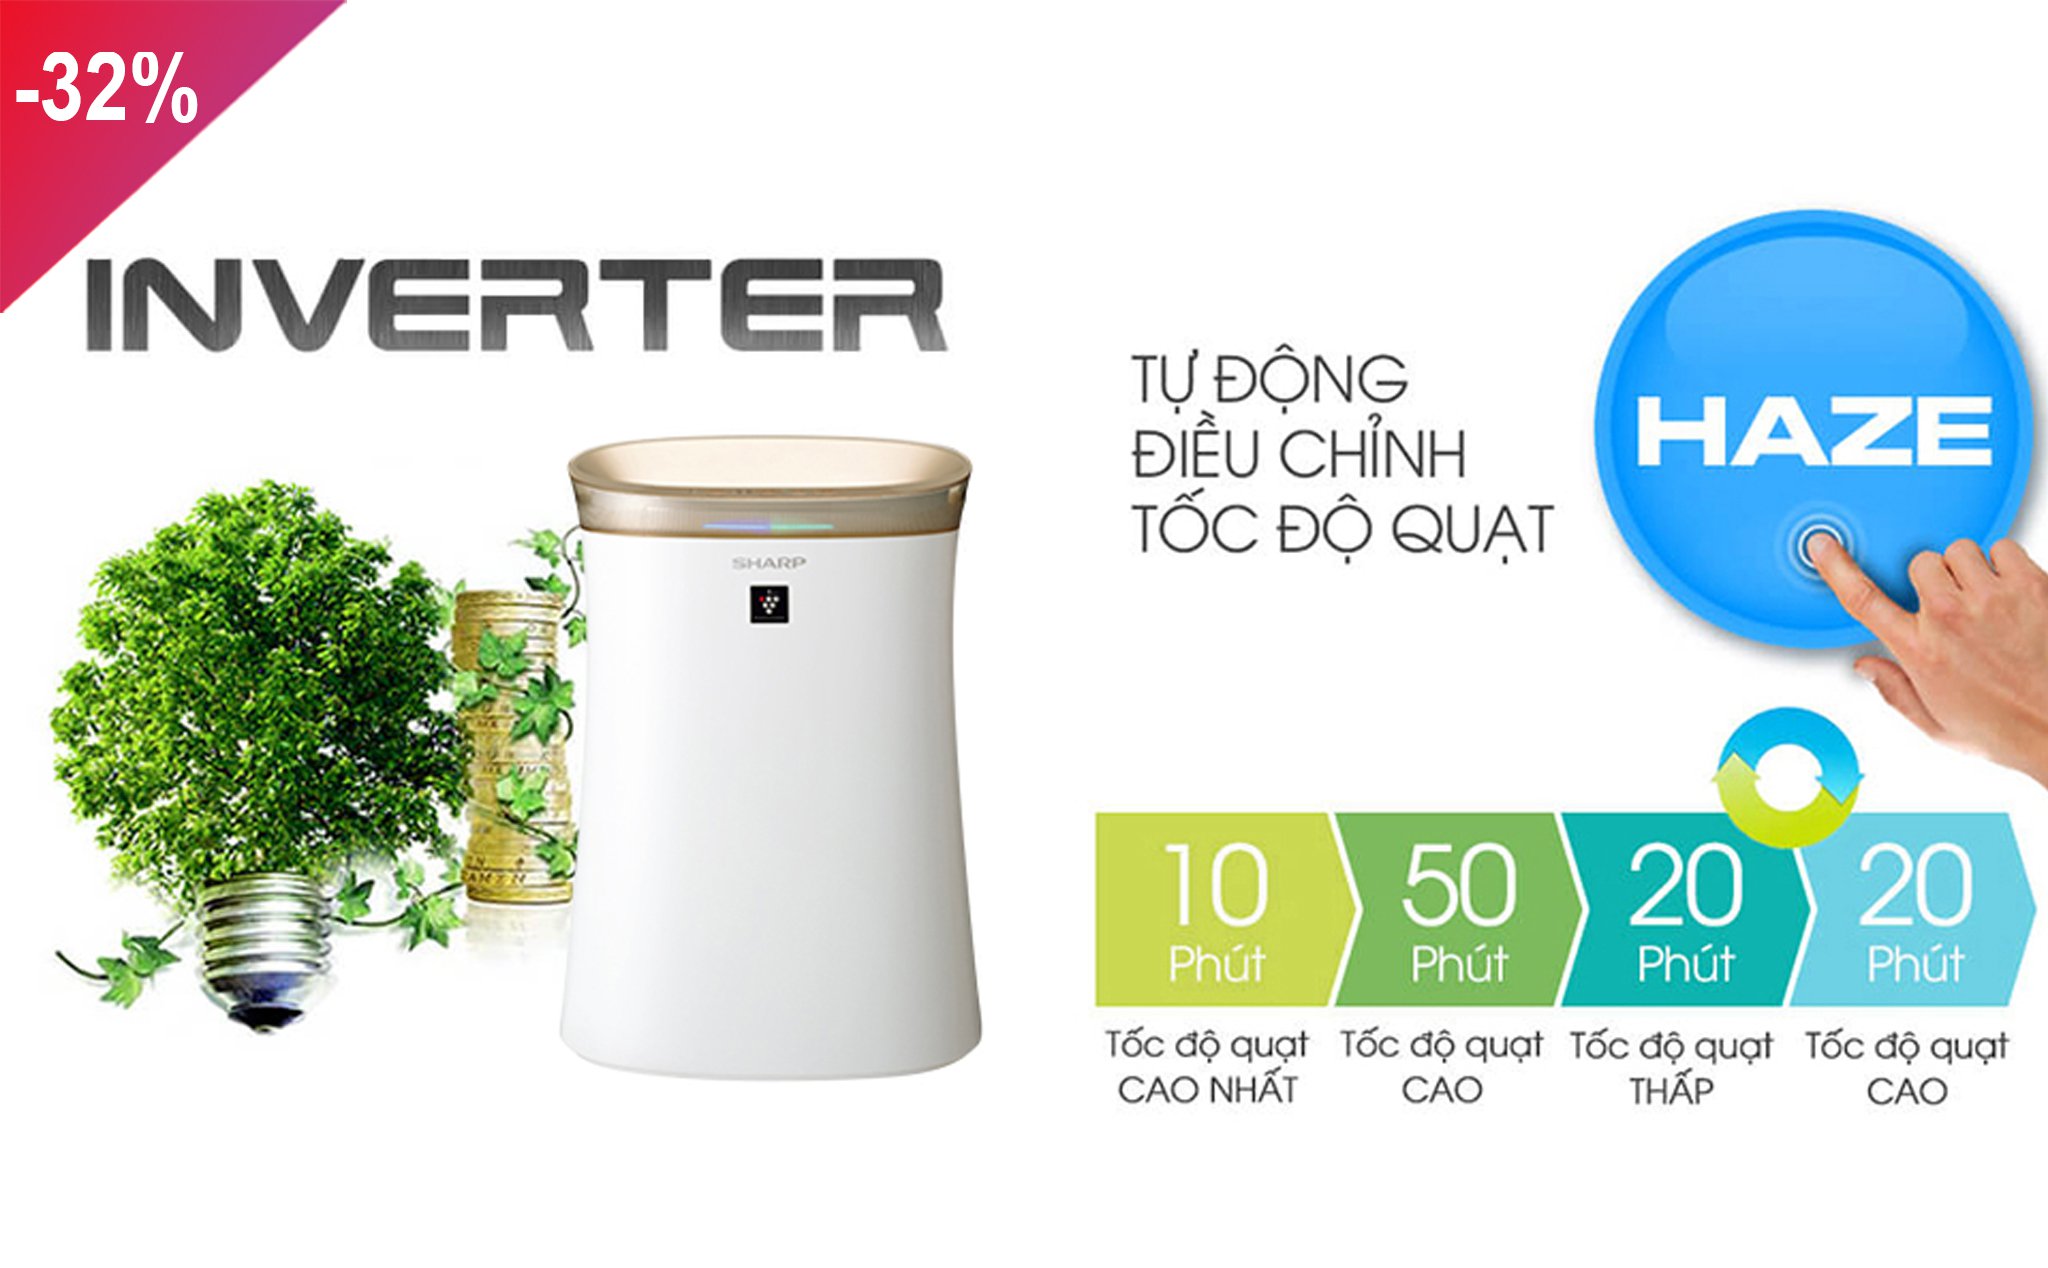 -32%
INVERTER
SHARP
TỰ ĐỘNG
ĐIỀU CHỈNH
TỐC ĐỘ QUẠT
HAZE
10
Phút
Tốc độ quạt
CAO NHẤT
50
Phút
Tốc độ quạt
CAO
20
Phút
Tốc độ quạt
THẤP
20
Phút
Tốc độ quạt
CAO